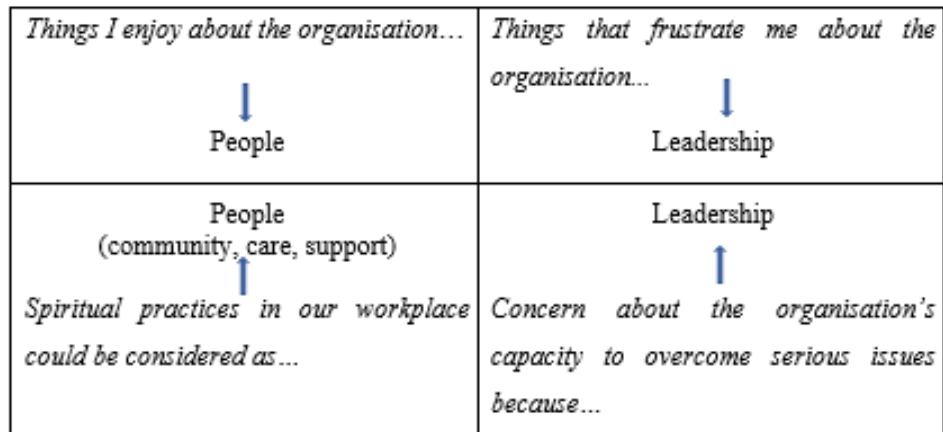 Things I enjoy about the organisation…
People
Things that frustrate me about the
organisation…
Leadership
People
(community, care, support)
Spiritual practices in our workplace
could be considered as…
Leadership
Concern about the organisation's
capacity to overcome serious issues
because…